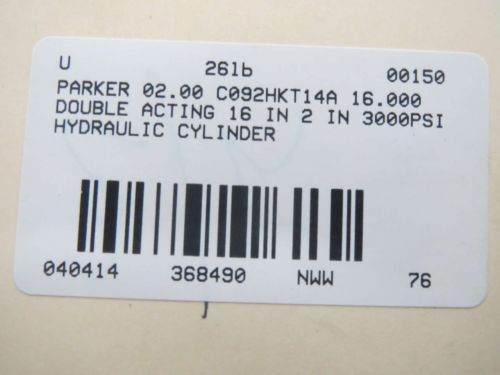 U 26lb 00150
PARKER 02.00 C092HKT14A 16.000
DOUBLE ACTING 16 IN 2 IN 3000PSI
HYDRAULIC CYLINDER
040414 368490 NWW 76